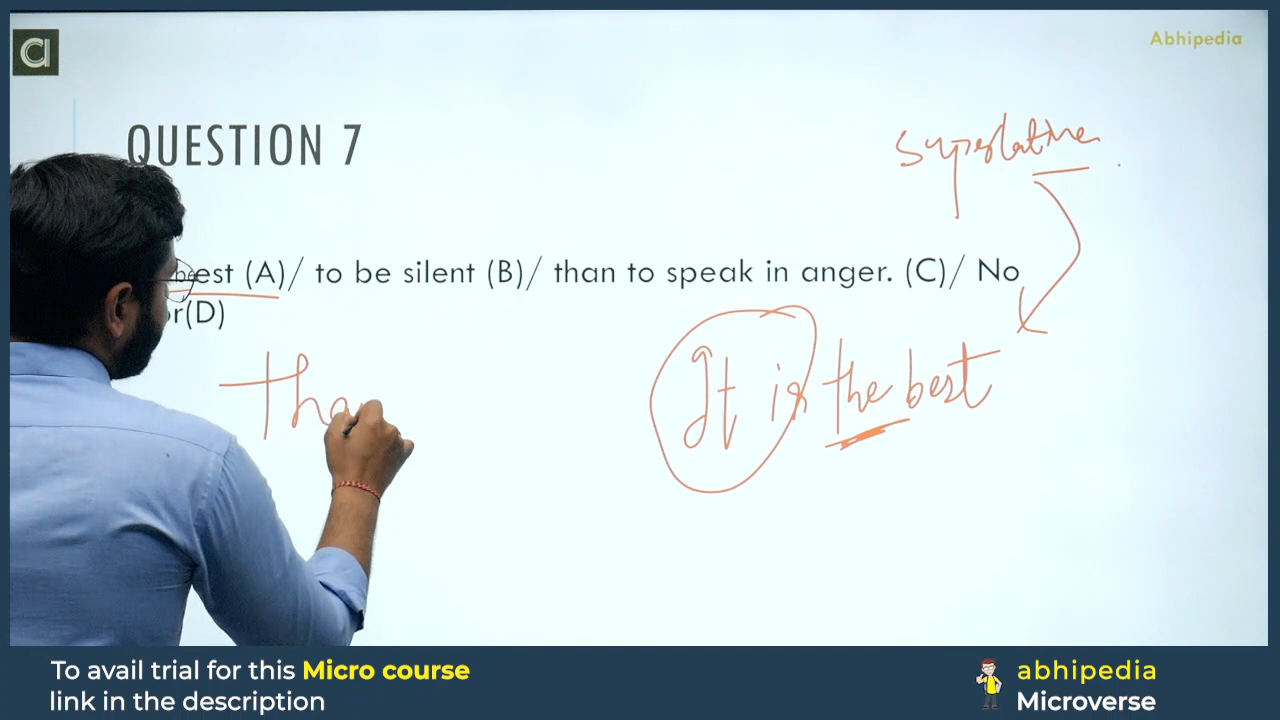 Abhipedia
QUESTION 7
superlative
best (A)/ to be silent (B)/ than to speak in anger. (C)/ No
r(D)
Tha
It is the best
To avail trial for this Micro course
link in the description
abhipedia
Microverse